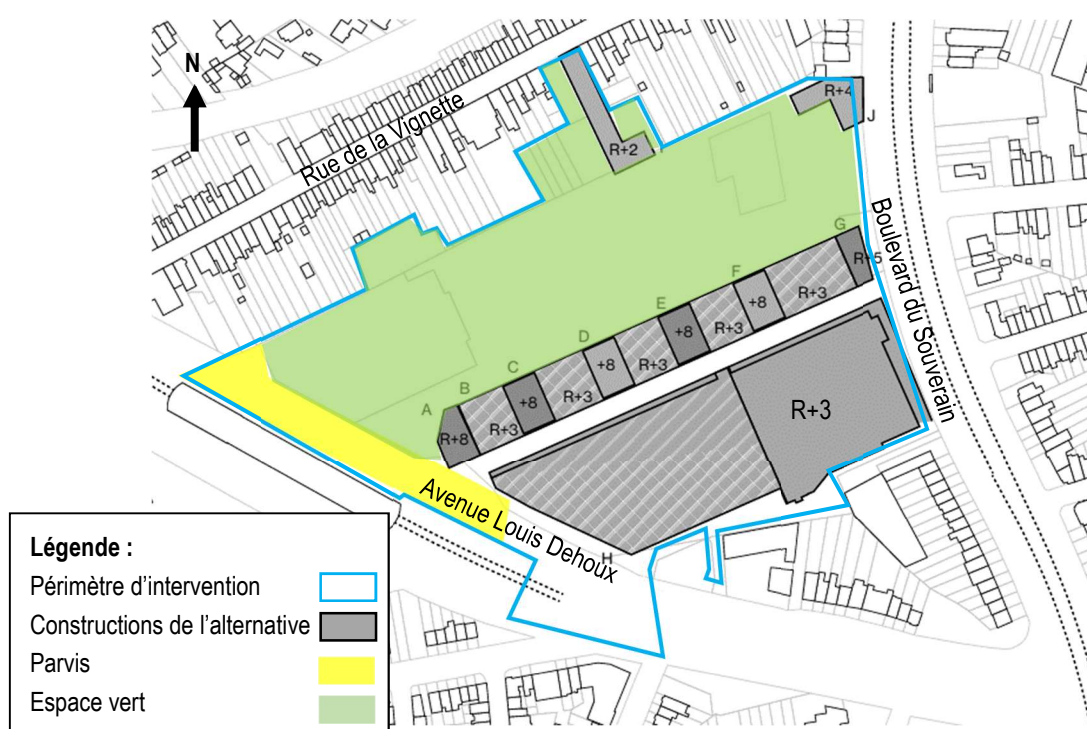 N
Rue de la Vignette
R+4
J
R+2
Boulevard du Souverain
G
R+5
F
R+3
+8
E
R+3
+8
D
R+3
+8
C
R+3
+8
B
R+3
A
R+8
R+3
Avenue Louis Dehoux
H
Légende :
Périmètre d'intervention
Constructions de l'alternative
Parvis
Espace vert